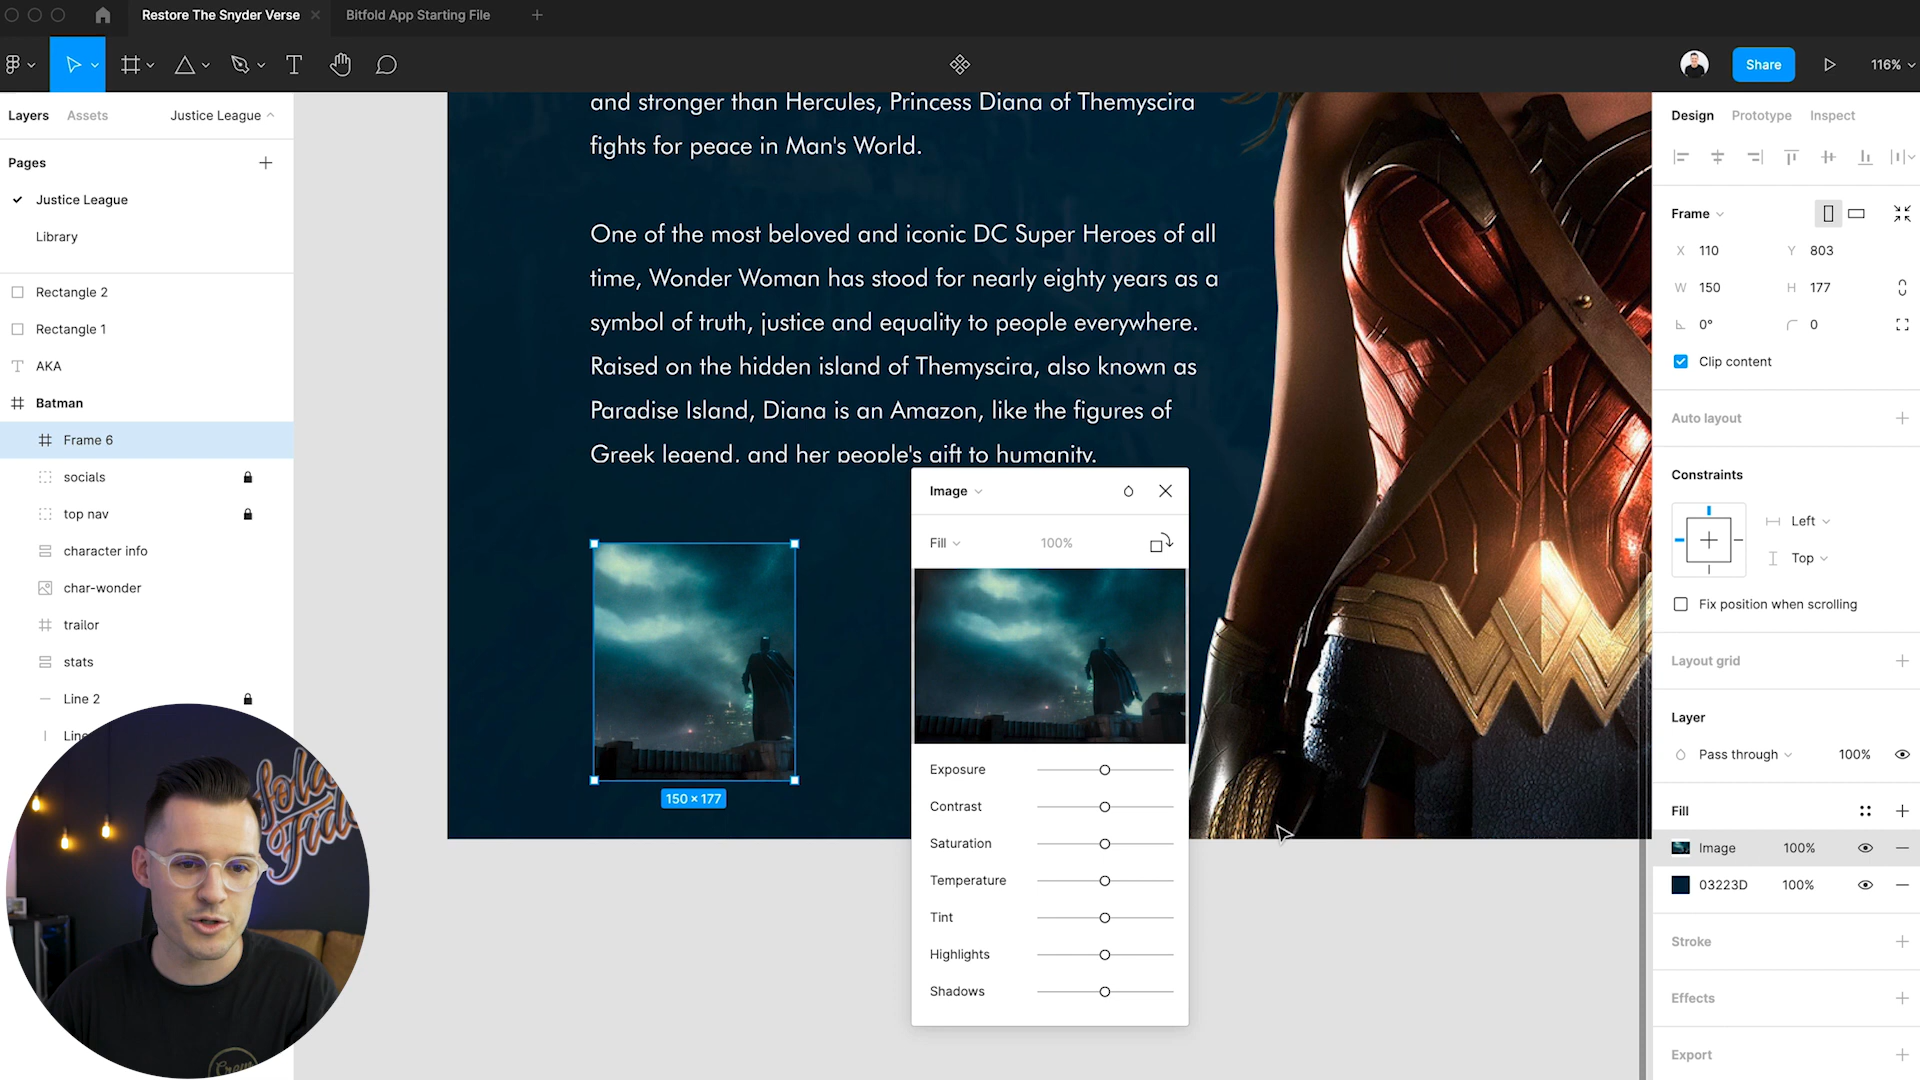 Restore The Snyder Verse
Bitfold App Starting File
Share
116%
Layers
Assets
Justice League
Pages
Justice League
Library
Rectangle 2
Rectangle 1
AKA
Batman
Frame 6
socials
top nav
character info
char-wonder
trailor
stats
Line 2
Line
and stronger than Hercules, Princess Diana of Themyscira
fights for peace in Man's World.
One of the most beloved and iconic DC Super Heroes of all
time, Wonder Woman has stood for nearly eighty years as a
symbol of truth, justice and equality to people everywhere.
Raised on the hidden island of Themyscira, also known as
Paradise Island, Diana is an Amazon, like the figures of
Greek legend, and her people's gift to humanity.
150 × 177
Image
Fill
100%
Exposure
Contrast
Saturation
Temperature
Tint
Highlights
Shadows
Design
Prototype
Inspect
Frame
X 110 Y 803
W 150 H 177
0° 0
Clip content
Auto layout
Constraints
Left
Top
Fix position when scrolling
Layout grid
Layer
Pass through 100%
Fill
Image 100%
03223D 100%
Stroke
Effects
Export